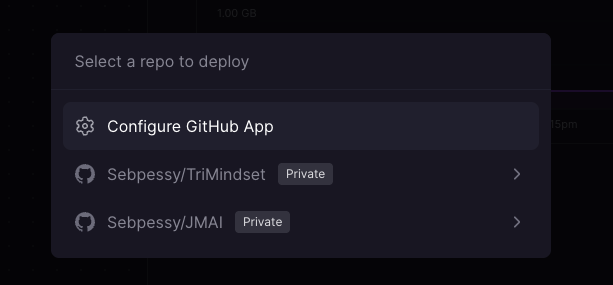 1.00 GB
Select a repo to deploy
Configure GitHub App
15pm
Sebpessy/TriMindset Private
Sebpessy/JMAI Private